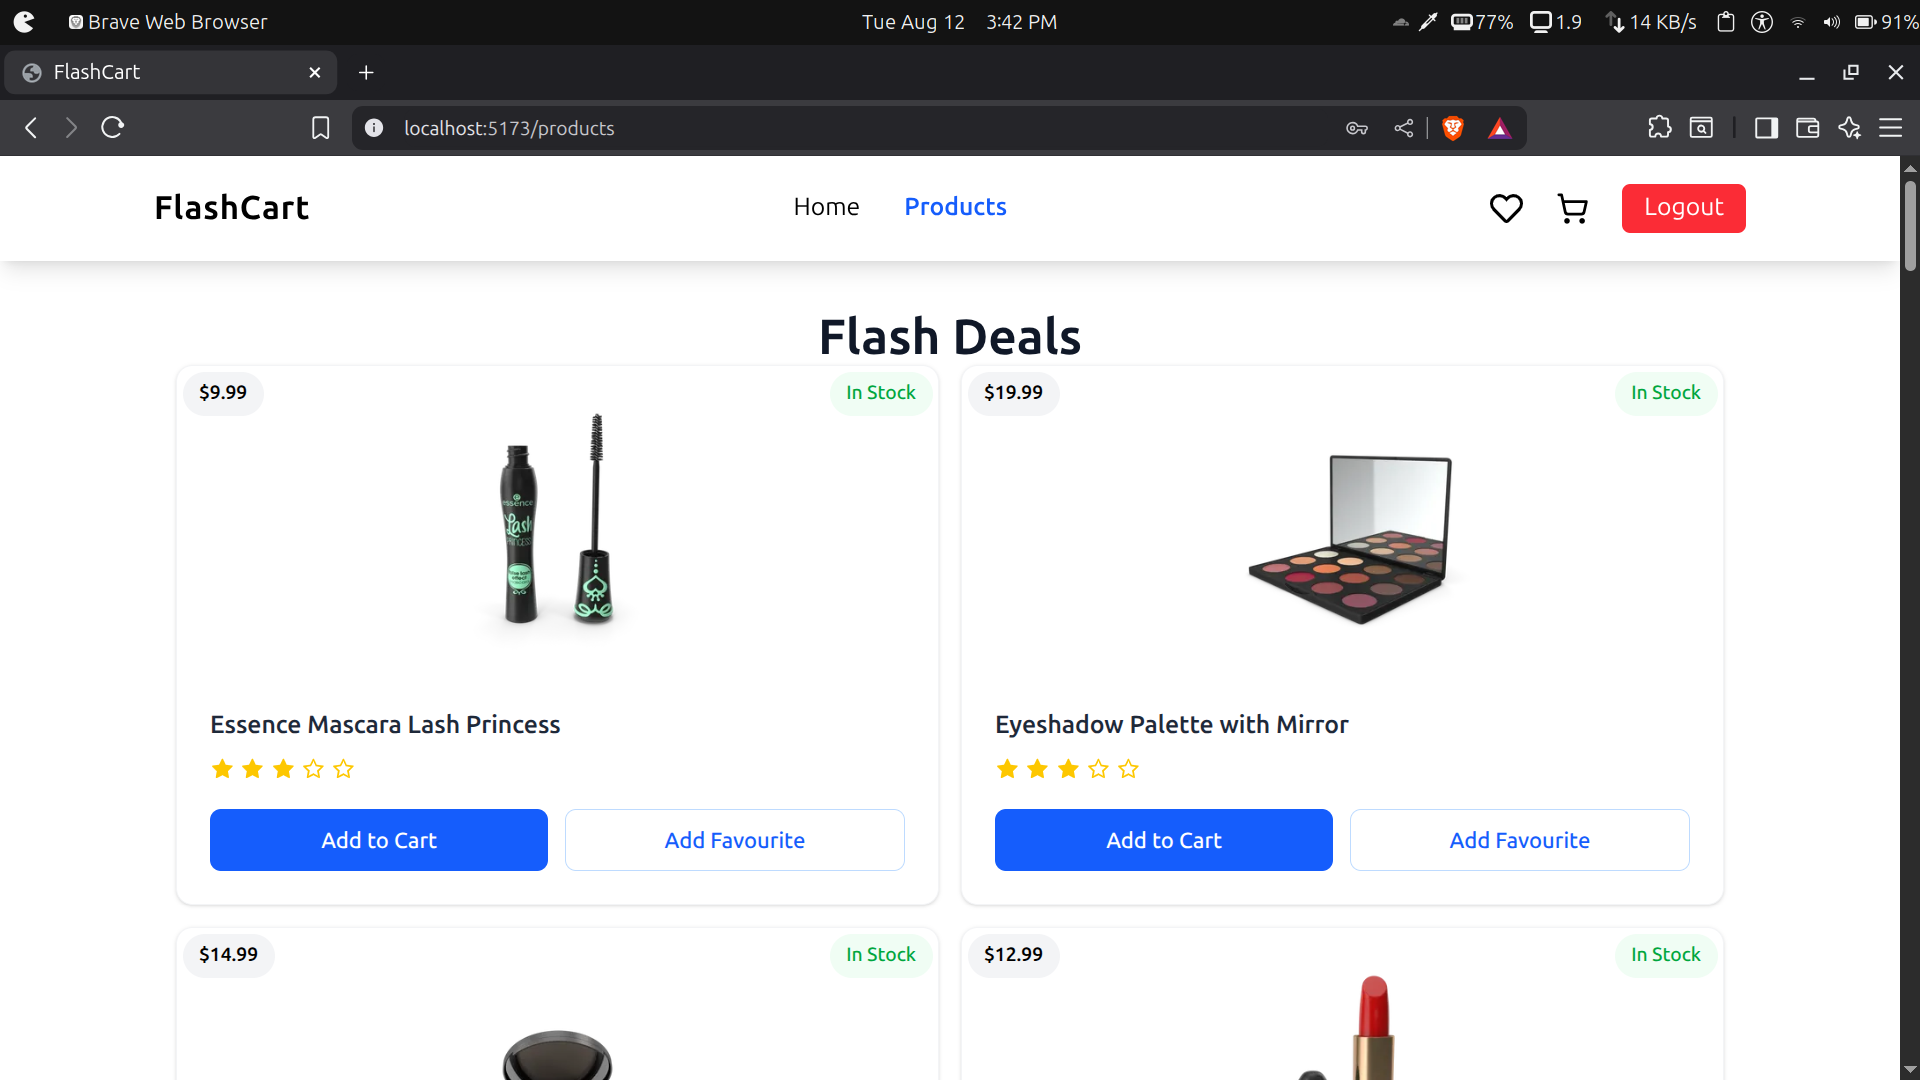 Brave Web Browser
Tue Aug 12 3:42 PM
77% 1.9 14 KB/s 91%
FlashCart
localhost:5173/products
FlashCart Home Products Logout
Flash Deals
$9.99 In Stock $19.99 In Stock
essence
Lash
PRINCESS
Essence Mascara Lash Princess Eyeshadow Palette with Mirror
Add to Cart Add Favourite Add to Cart Add Favourite
$14.99 In Stock $12.99 In Stock